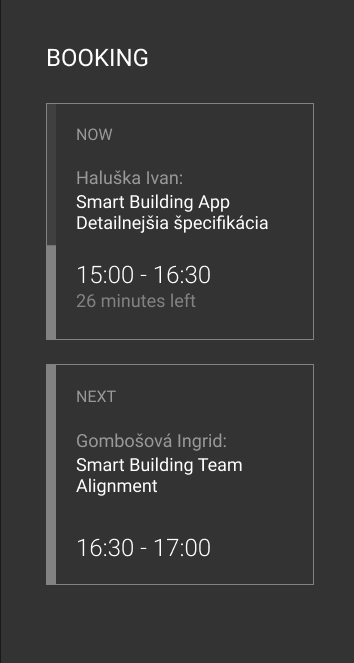 BOOKING
NOW
Haluška Ivan:
Smart Building App
Detailnejšia špecifikácia
15:00 - 16:30
26 minutes left
NEXT
Gombošová Ingrid:
Smart Building Team
Alignment
16:30 - 17:00